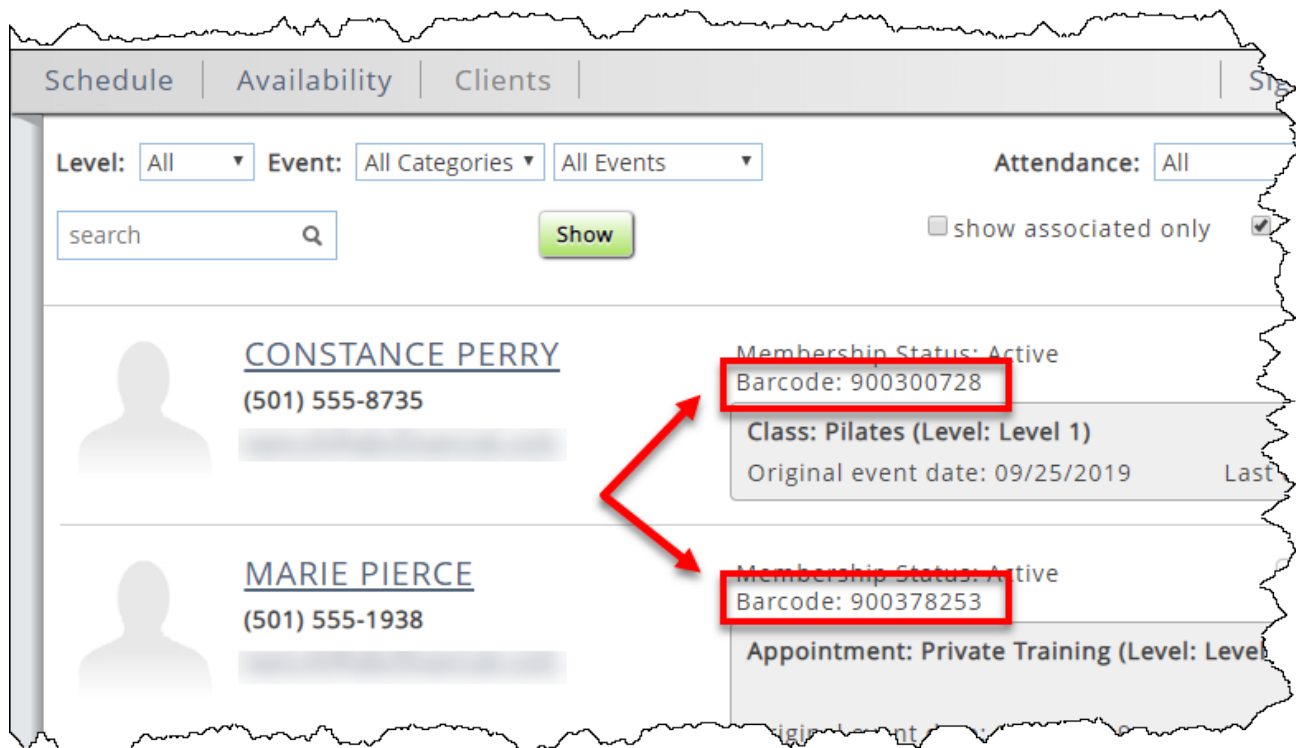 Schedule Availability Clients
Level: All Event: All Categories All Events Attendance: All
search Show show associated only
CONSTANCE PERRY
(501) 555-8735
Membership Status: Active
Barcode: 900300728
Class: Pilates (Level: Level 1)
Original event date: 09/25/2019 Last
MARIE PIERCE
(501) 555-1938
Membership Status: Active
Barcode: 900378253
Appointment: Private Training (Level: Level